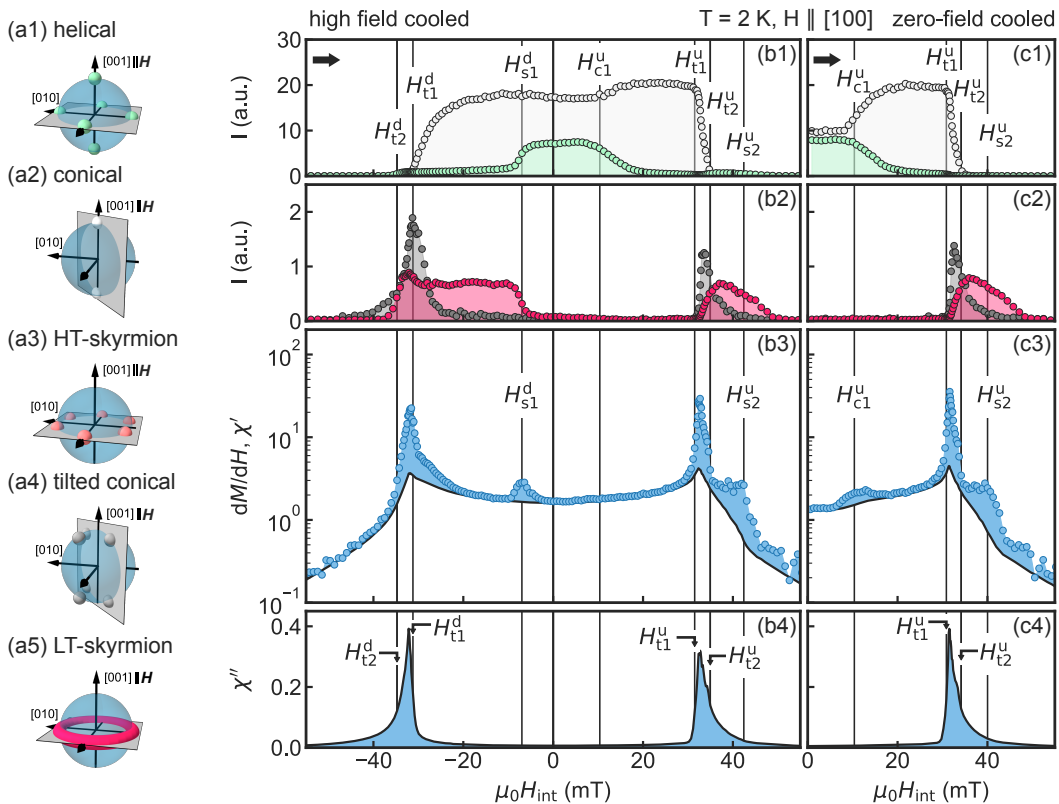 high field cooled
T = 2 K, H ∥ [100]
zero-field cooled
(a1) helical
[001] ∥ H
[010]
(a2) conical
[001] ∥ H
[010]
(a3) HT-skyrmion
[001] ∥ H
[010]
(a4) tilted conical
[001] ∥ H
[010]
(a5) LT-skyrmion
[001] ∥ H
[010]
(b1)
I (a.u.)
30
20
10
0
H_t2^d
H_t1^d
H_s1^d
H_c1^u
H_t1^u
H_t2^u
H_s2^u
(c1)
H_c1^u
H_t1^u
H_t2^u
H_s2^u
(b2)
I (a.u.)
2
1
0
(c2)
(b3)
dM/dH, χ′
10^2
10^1
10^0
10^−1
H_s1^d
H_s2^u
(c3)
H_c1^u
H_s2^u
(b4)
χ″
0.4
0.2
0.0
H_t2^d
H_t1^d
H_t1^u
H_t2^u
(c4)
H_t1^u
H_t2^u
−40 −20 0 20 40
μ0H_int (mT)
0 20 40
μ0H_int (mT)